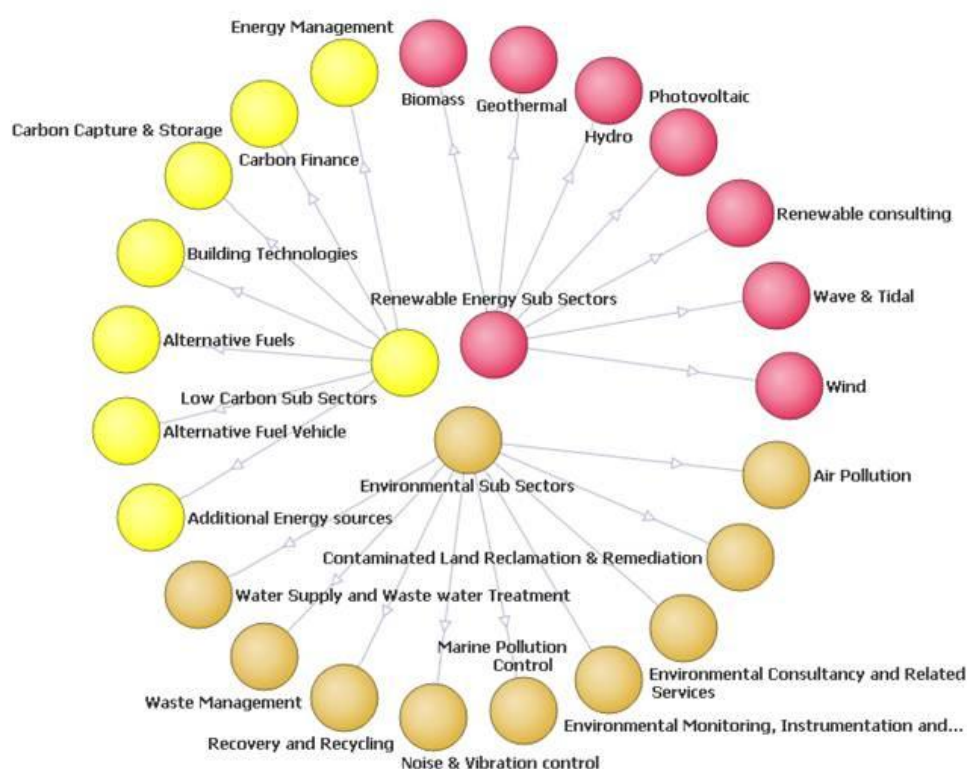 Energy Management
Biomass
Geothermal
Photovoltaic
Hydro
Carbon Capture & Storage
Carbon Finance
Renewable consulting
Building Technologies
Renewable Energy Sub Sectors
Wave & Tidal
Alternative Fuels
Wind
Low Carbon Sub Sectors
Alternative Fuel Vehicle
Air Pollution
Environmental Sub Sectors
Additional Energy sources
Contaminated Land Reclamation & Remediation
Water Supply and Waste water Treatment
Marine Pollution
Control
Environmental Consultancy and Related
Services
Waste Management
Environmental Monitoring, Instrumentation and...
Recovery and Recycling
Noise & Vibration control